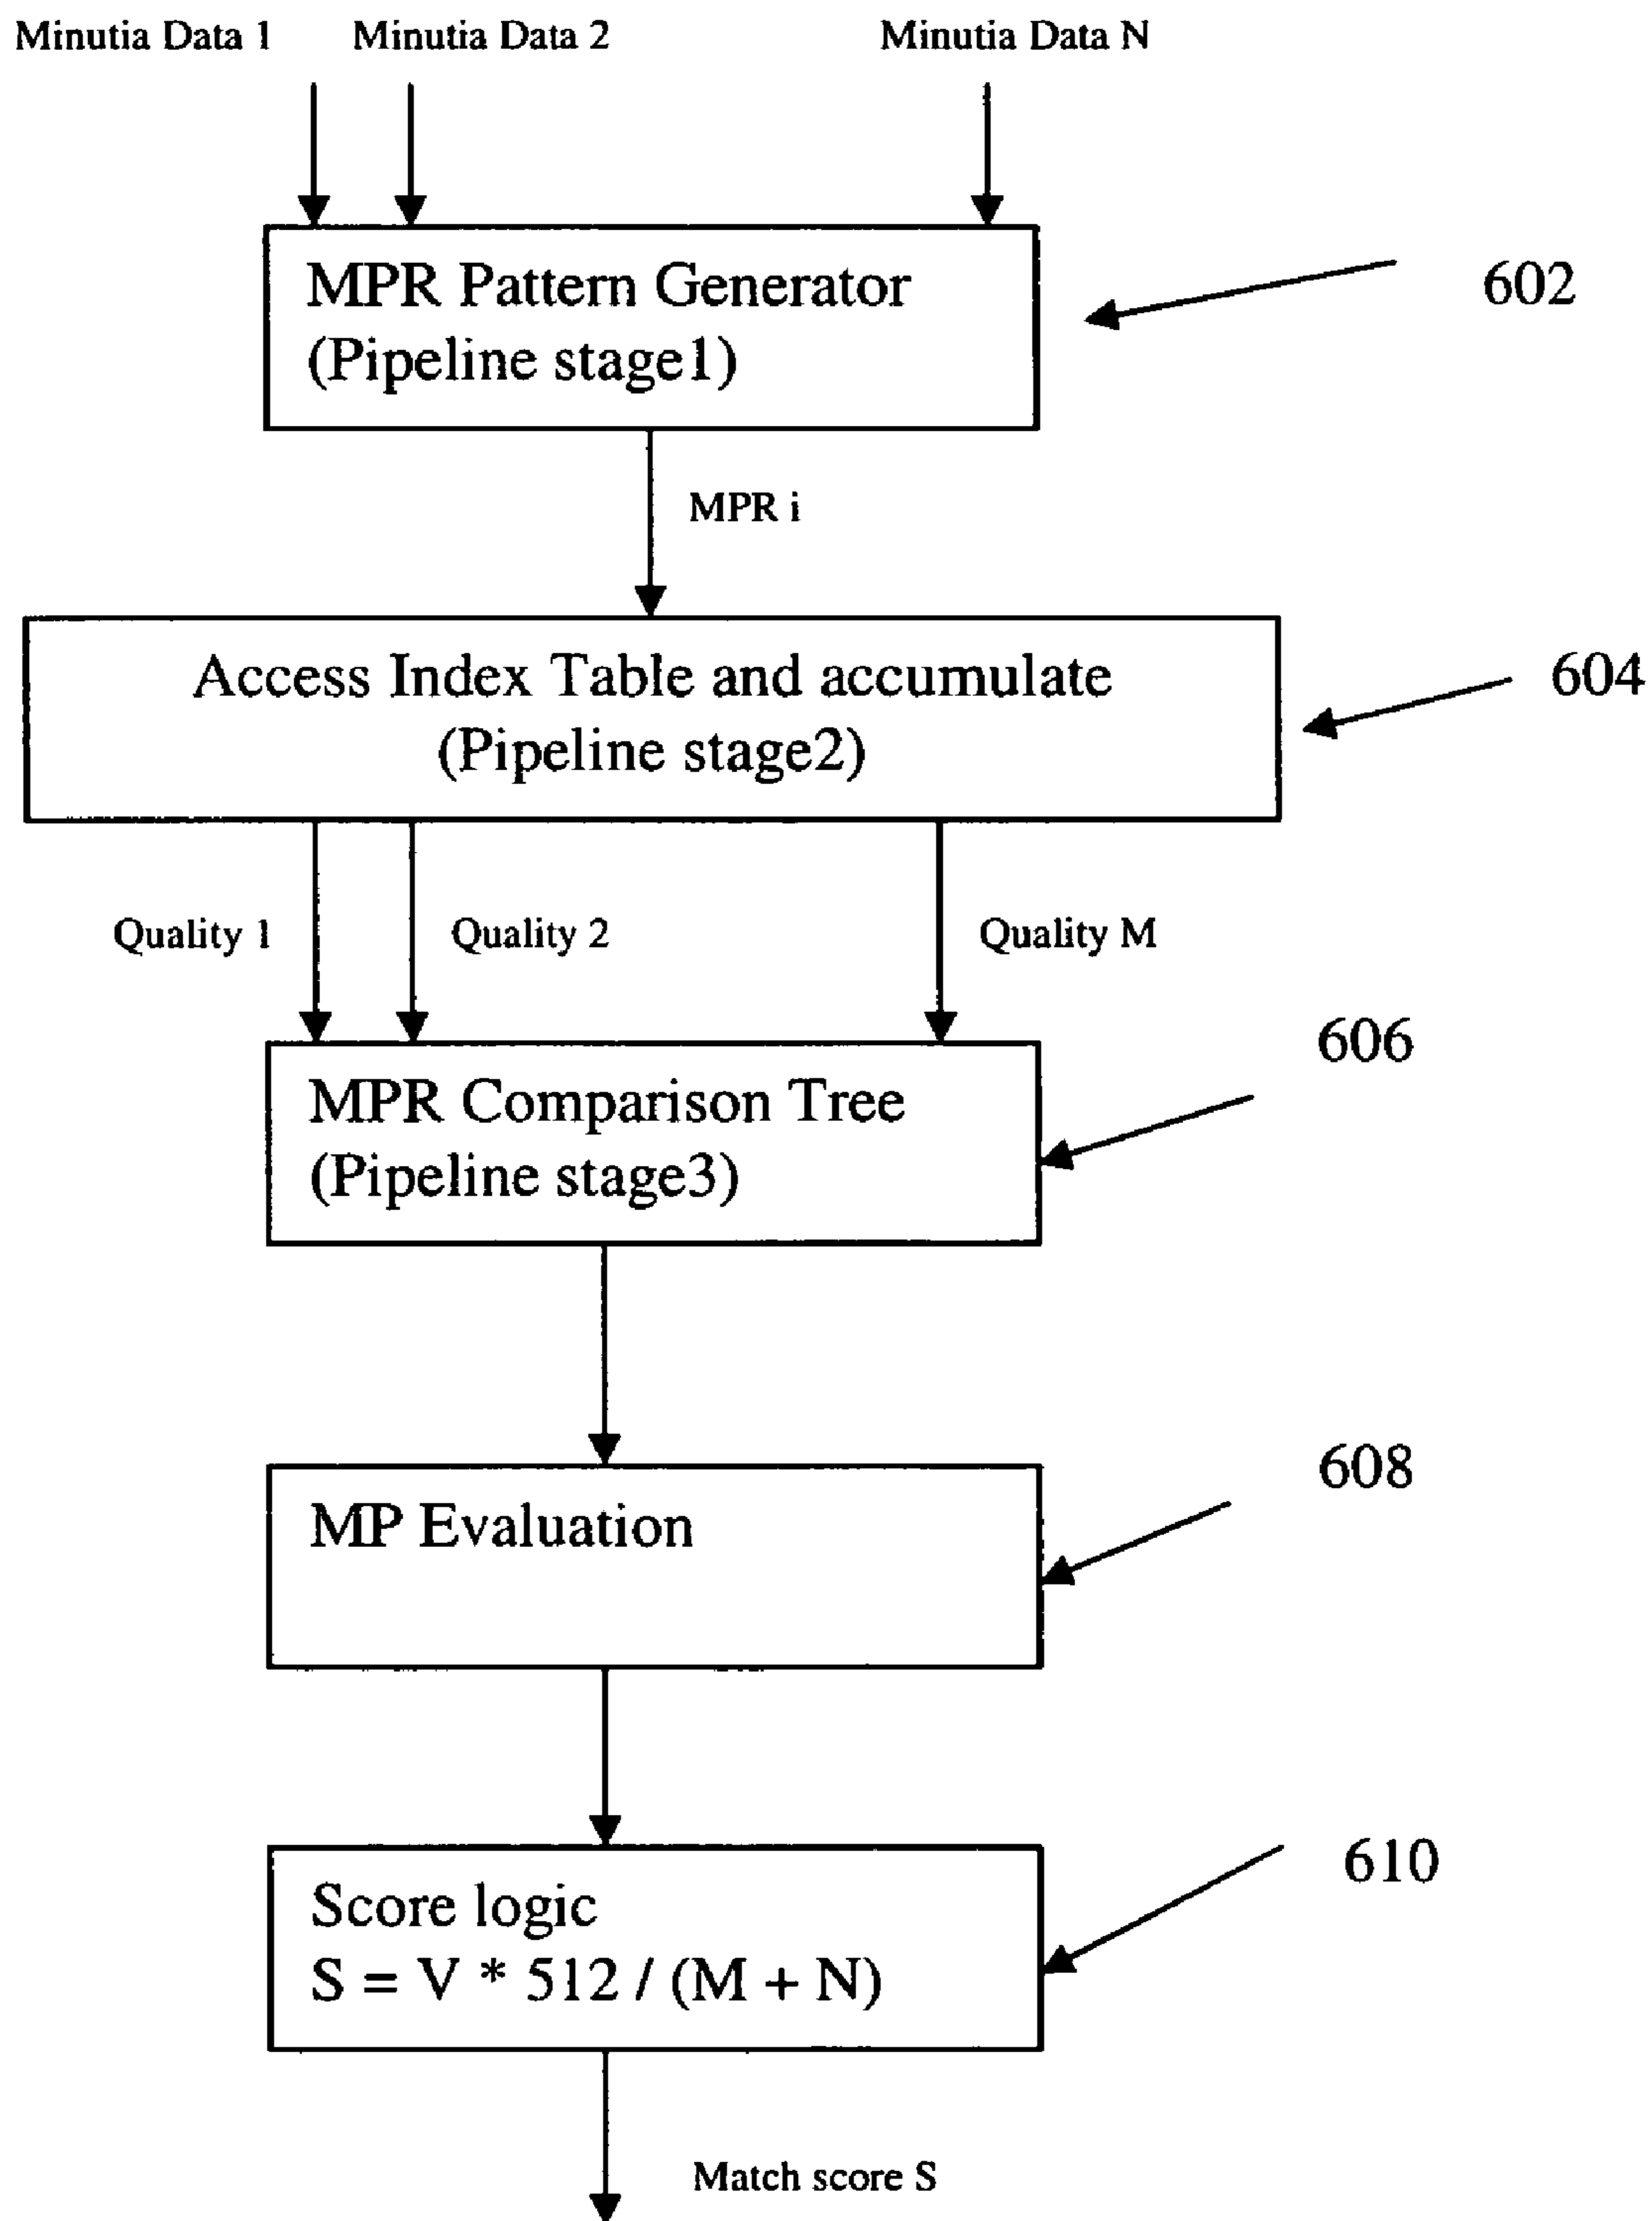 Minutia Data 1 Minutia Data 2 Minutia Data N
MPR Pattern Generator
(Pipeline stage1)
602
MPR i
Access Index Table and accumulate
(Pipeline stage2)
604
Quality 1 Quality 2 Quality M
606
MPR Comparison Tree
(Pipeline stage3)
608
MP Evaluation
610
Score logic
S = V * 512 / (M + N)
Match score S